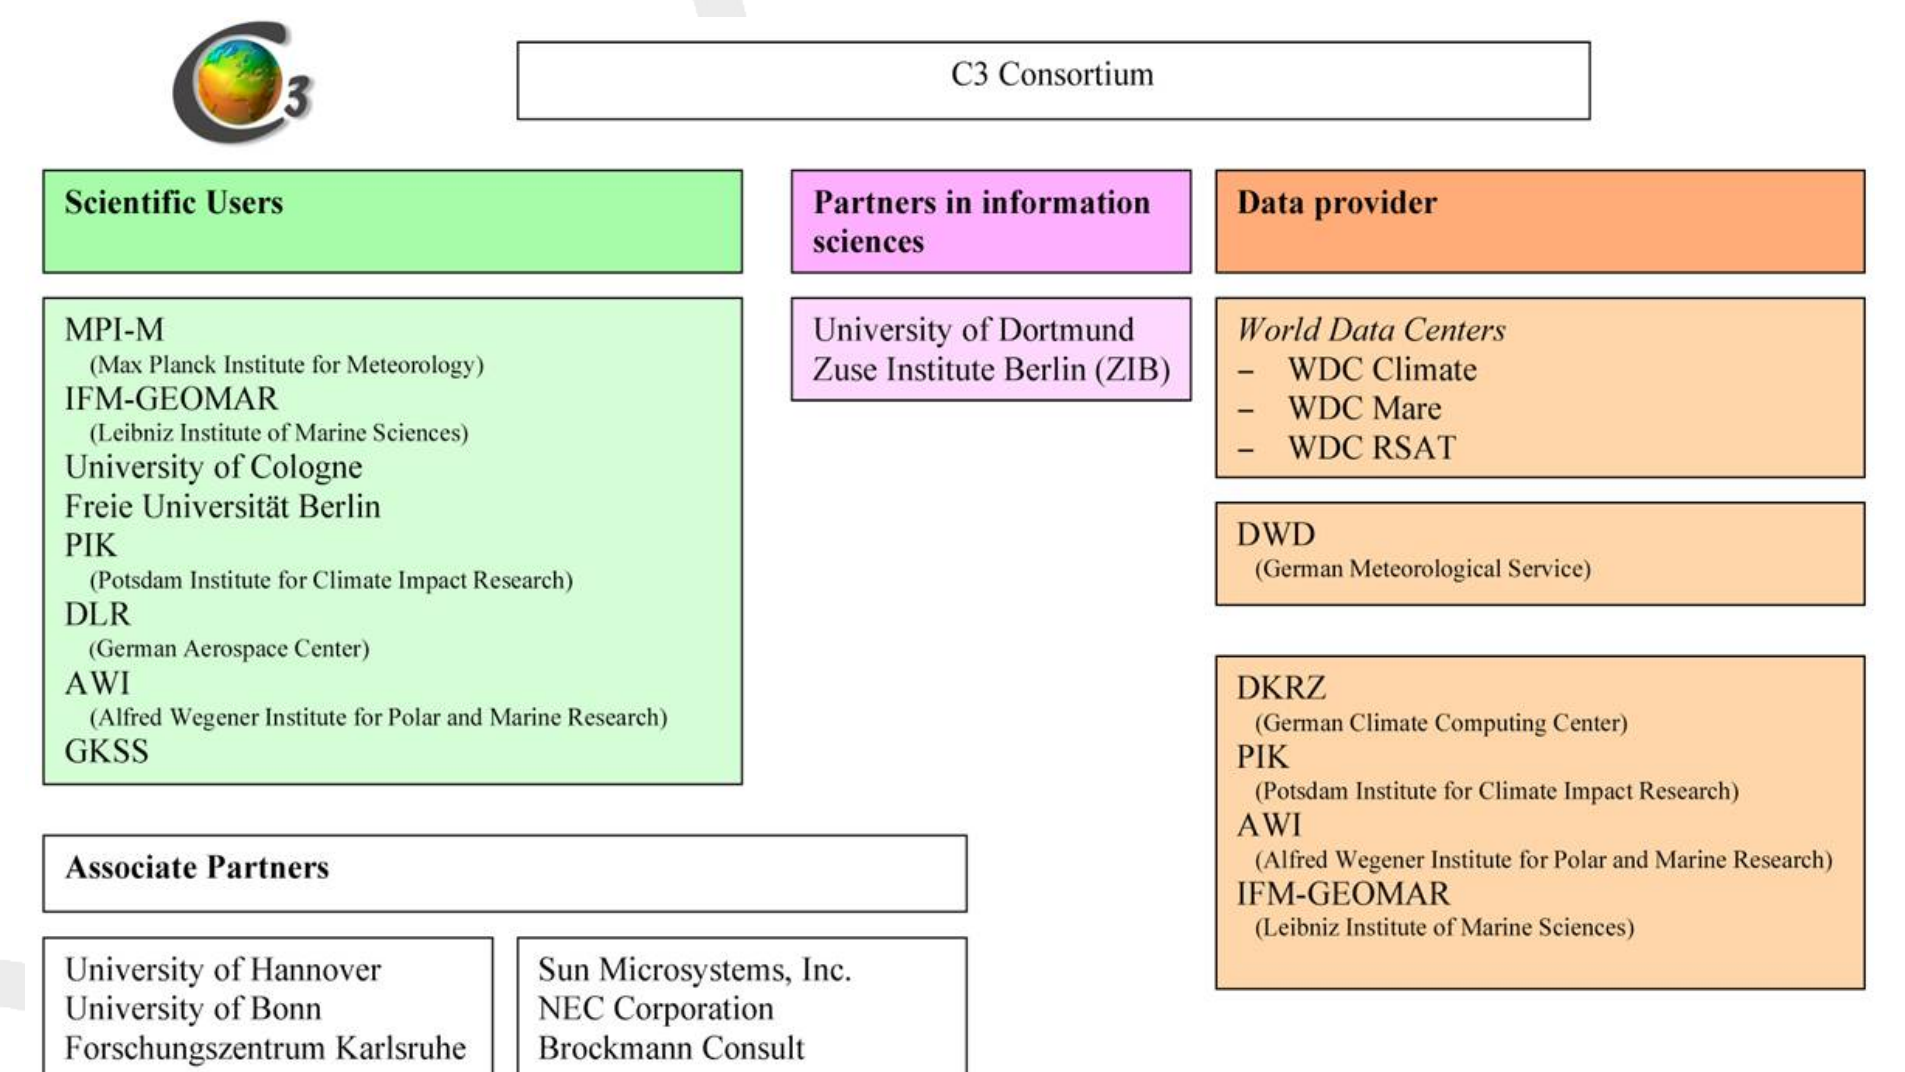 3
C3 Consortium
Scientific Users
MPI-M
(Max Planck Institute for Meteorology)
IFM-GEOMAR
(Leibniz Institute of Marine Sciences)
University of Cologne
Freie Universität Berlin
PIK
(Potsdam Institute for Climate Impact Research)
DLR
(German Aerospace Center)
AWI
(Alfred Wegener Institute for Polar and Marine Research)
GKSS
Partners in information
sciences
University of Dortmund
Zuse Institute Berlin (ZIB)
Data provider
World Data Centers
– WDC Climate
– WDC Mare
– WDC RSAT
DWD
(German Meteorological Service)
DKRZ
(German Climate Computing Center)
PIK
(Potsdam Institute for Climate Impact Research)
AWI
(Alfred Wegener Institute for Polar and Marine Research)
IFM-GEOMAR
(Leibniz Institute of Marine Sciences)
Associate Partners
University of Hannover
University of Bonn
Forschungszentrum Karlsruhe
Sun Microsystems, Inc.
NEC Corporation
Brockmann Consult